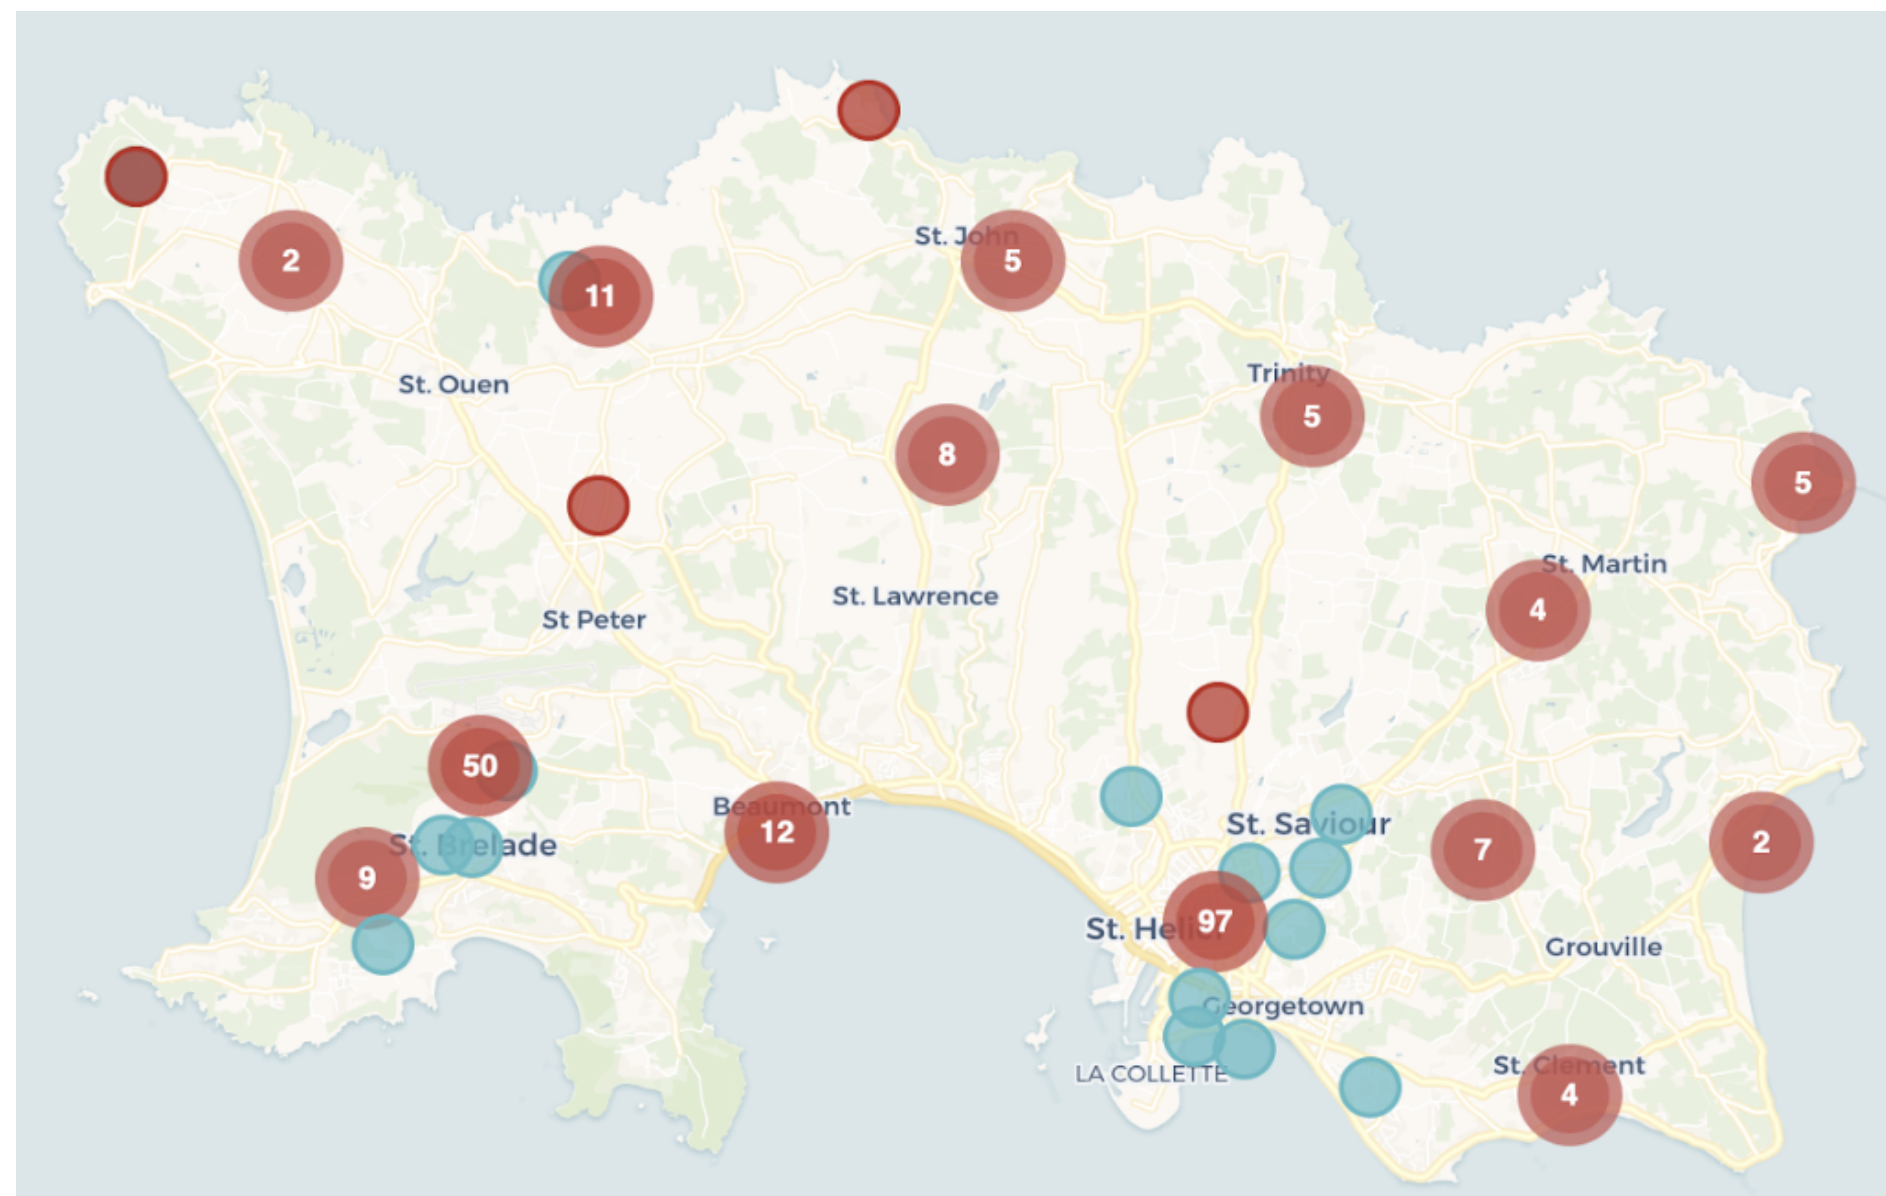 2
St. John
5
11
Trinity
St. Ouen
5
8
5
St. Martin
St. Lawrence
4
St Peter
50
Beaumont
12
St. Saviour
2
St. Brelade
7
9
97
St. Helier
Grouville
Georgetown
St. Clement
LA COLLETTE
4